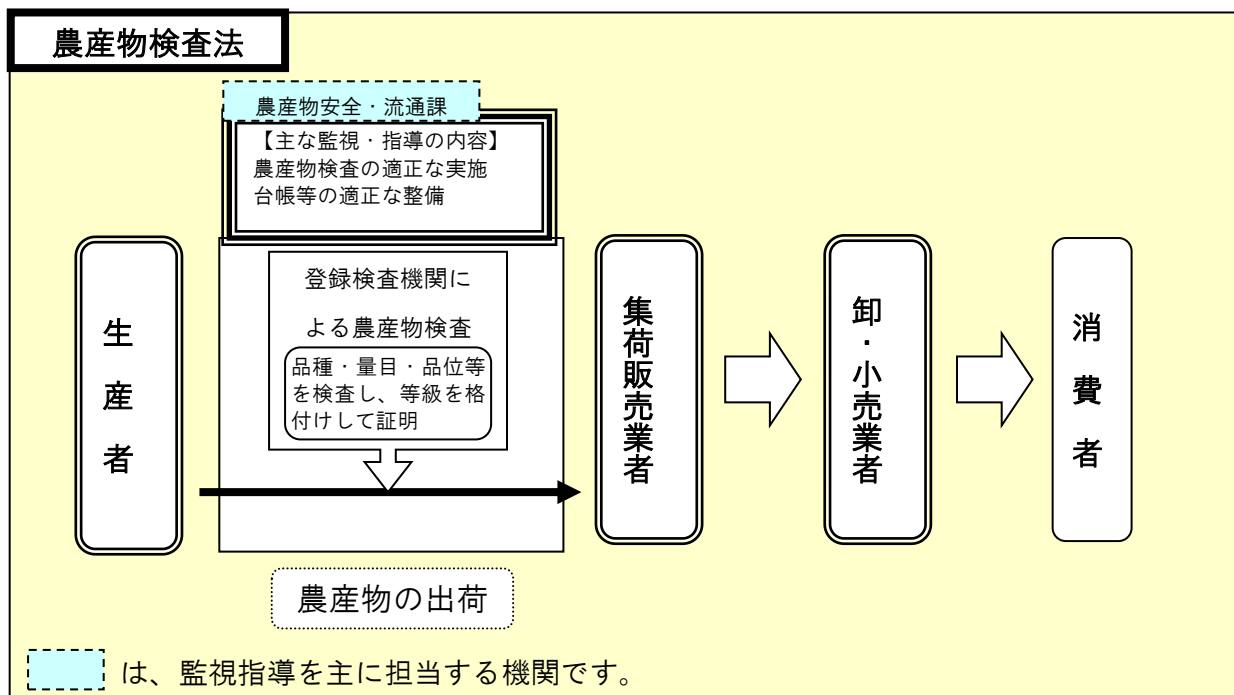 農産物検査法
農産物安全・流通課
【主な監視・指導の内容】
農産物検査の適正な実施
台帳等の適正な整備
生産者
登録検査機関に
よる農産物検査
品種・量目・品位等
を検査し、等級を格
付けして証明
集荷販売業者
卸・小売業者
消費者
農産物の出荷
は、監視指導を主に担当する機関です。